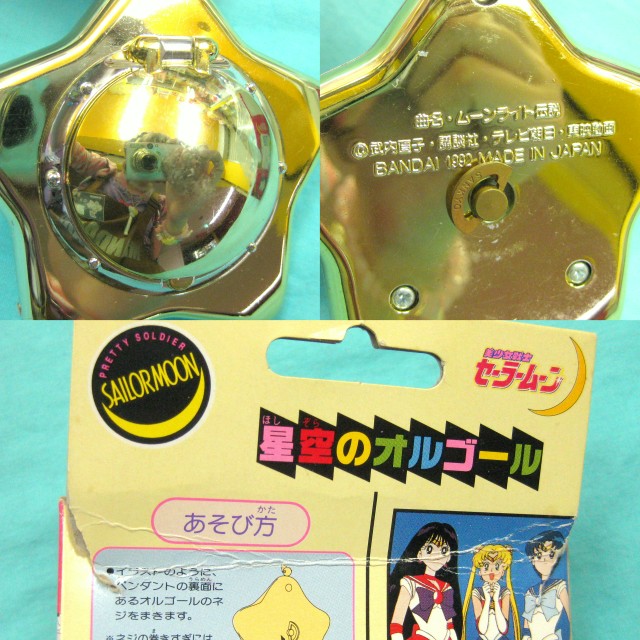 曲名・ムーンライト伝説
©武内直子・講談社・テレビ朝日・東映動画
BANDAI 1992 MADE IN JAPAN
PRETTY SOLDIER
SAILORMOON
美少女戦士
セーラームーン
ほし ぞら
星空のオルゴール
かた
あそび方
●イラストのように、
ペンダントの裏面に
あるオルゴールのネ
ジをまきます。
※ネジの巻きすぎには